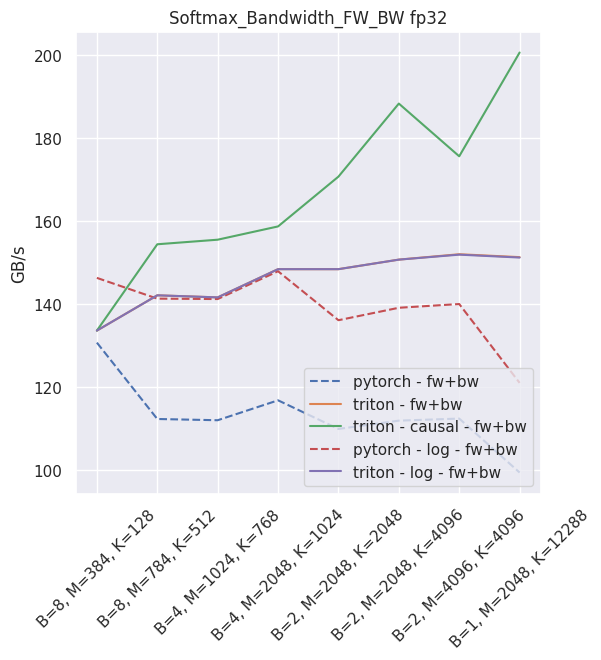 Softmax_Bandwidth_FW_BW fp32
GB/s
200
180
160
140
120
100
pytorch - fw+bw
triton - fw+bw
triton - causal - fw+bw
pytorch - log - fw+bw
triton - log - fw+bw
B=8, M=384, K=128
B=8, M=784, K=512
B=4, M=1024, K=768
B=4, M=2048, K=1024
B=2, M=2048, K=2048
B=2, M=2048, K=4096
B=2, M=4096, K=4096
B=1, M=2048, K=12288